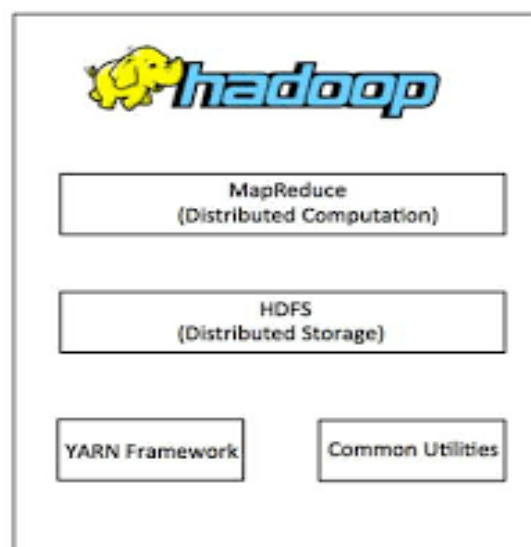 hadoop
MapReduce
(Distributed Computation)
HDFS
(Distributed Storage)
YARN Framework
Common Utilities